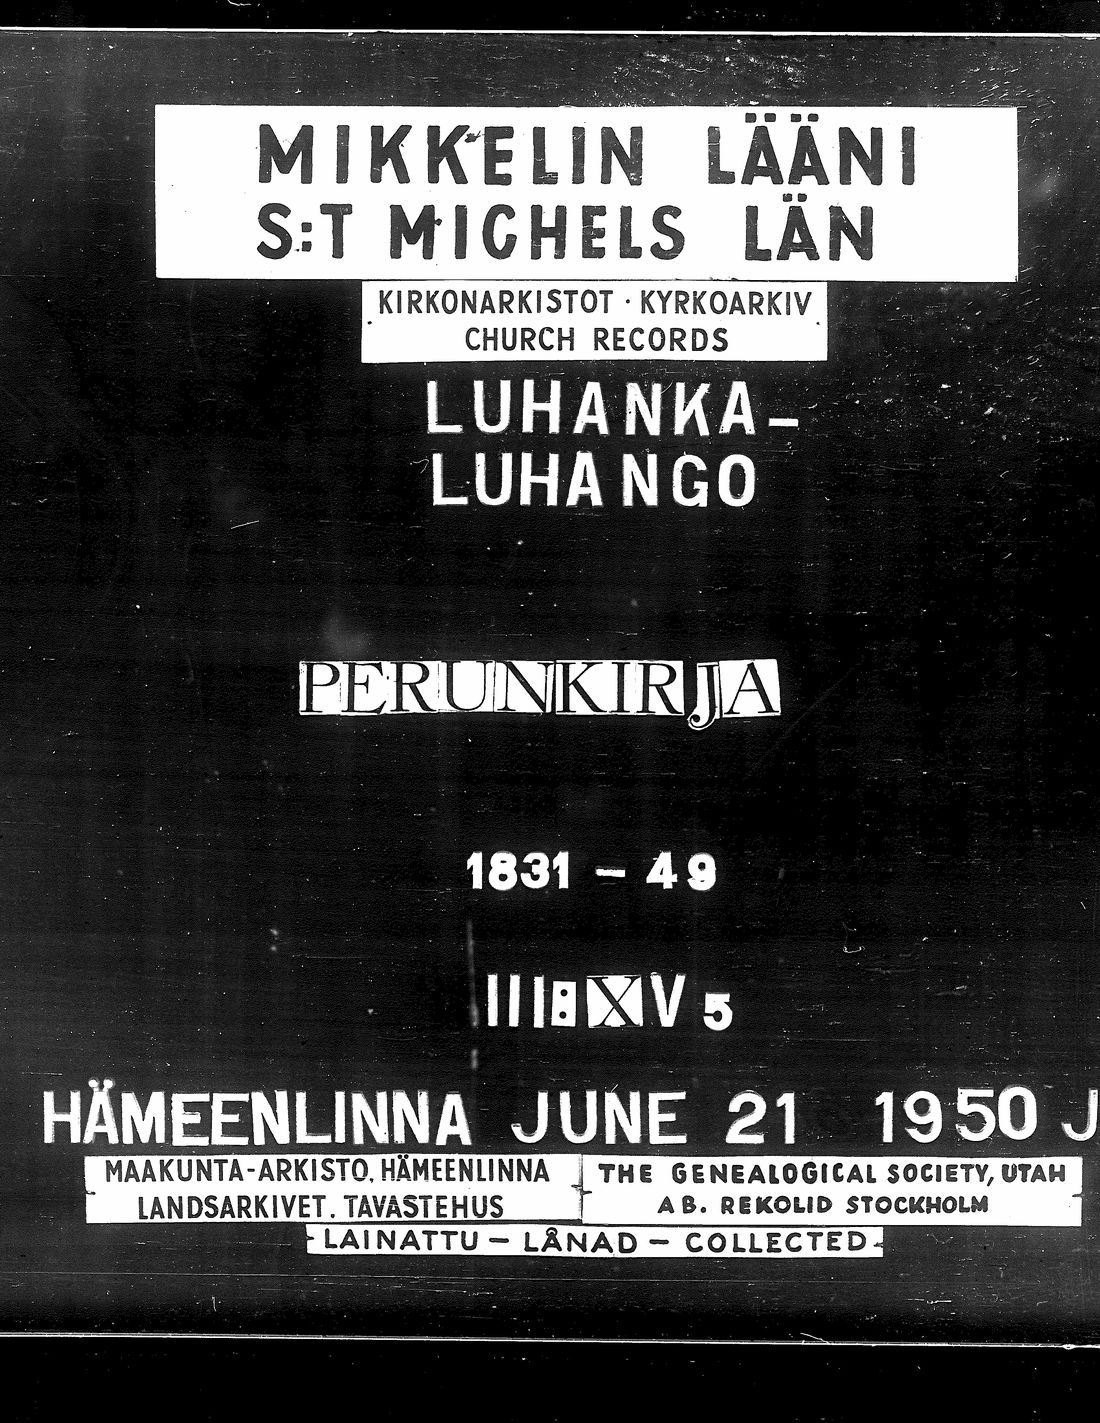 MIKKELIN LÄÄNI
S:T MICHELS LÄN
KIRKONARKISTOT · KYRKOARKIV
CHURCH RECORDS
LUHANKA-
LUHANGO
PERUNKIRJA
1831 - 49
III:XV 5
HÄMEENLINNA JUNE 21 1950 J
MAAKUNTA-ARKISTO, HÄMEENLINNA
LANDSARKIVET. TAVASTEHUS
THE GENEALOGICAL SOCIETY, UTAH
AB. REKOLID STOCKHOLM
LAINATTU - LÅNAD - COLLECTED